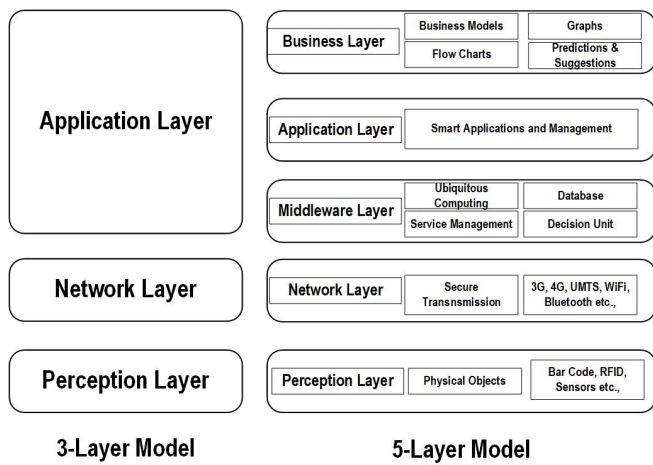 Application Layer
Network Layer
Perception Layer
3-Layer Model
Business Layer
Business Models
Graphs
Flow Charts
Predictions &
Suggestions
Application Layer
Smart Applications and Management
Middleware Layer
Ubiquitous
Computing
Database
Service Management
Decision Unit
Network Layer
Secure
Transnsmission
3G, 4G, UMTS, WiFi,
Bluetooth etc.,
Perception Layer
Physical Objects
Bar Code, RFID,
Sensors etc.,
5-Layer Model